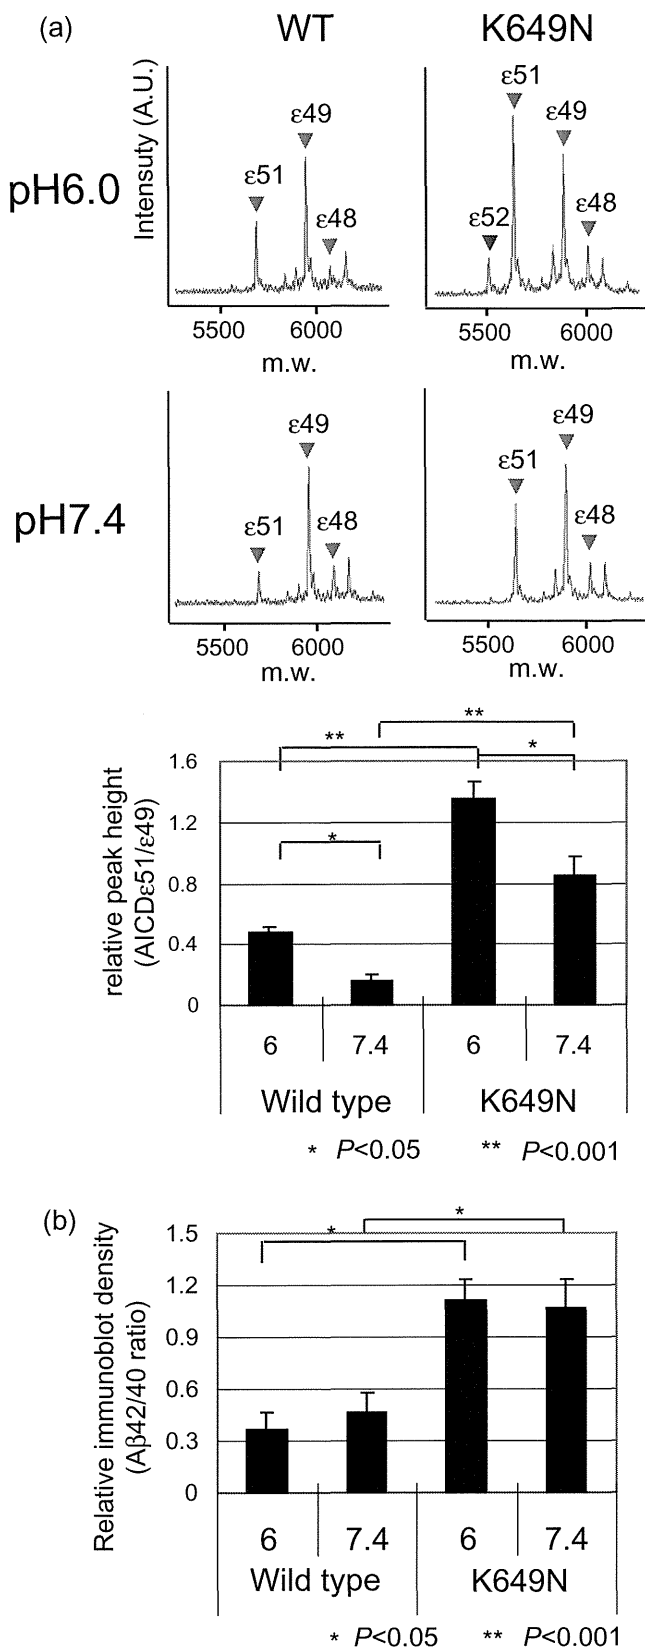 (a)
WT
K649N
pH6.0
Intensuty (A.U.)
ε51
ε49
ε48
5500
6000
m.w.
ε52
ε51
ε49
ε48
5500
6000
m.w.
pH7.4
ε51
ε49
ε48
5500
6000
m.w.
ε51
ε49
ε48
5500
6000
m.w.
relative peak height
(AICDε51/ε49)
1.6
1.2
0.8
0.4
0
**
**
*
*
6
7.4
6
7.4
Wild type
K649N
* P<0.05
** P<0.001
(b)
Relative immunoblot density
(Aβ42/40 ratio)
1.5
1.2
0.9
0.6
0.3
0
*
*
6
7.4
6
7.4
Wild type
K649N
* P<0.05
** P<0.001